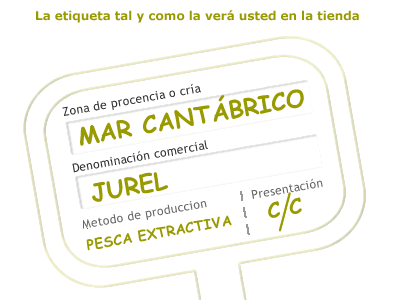 La etiqueta tal y como la verá usted en la tienda
Zona de procencia o cría
MAR CANTÁBRICO
Denominación comercial
JUREL
Metodo de produccion
Presentación
PESCA EXTRACTIVA
C/C